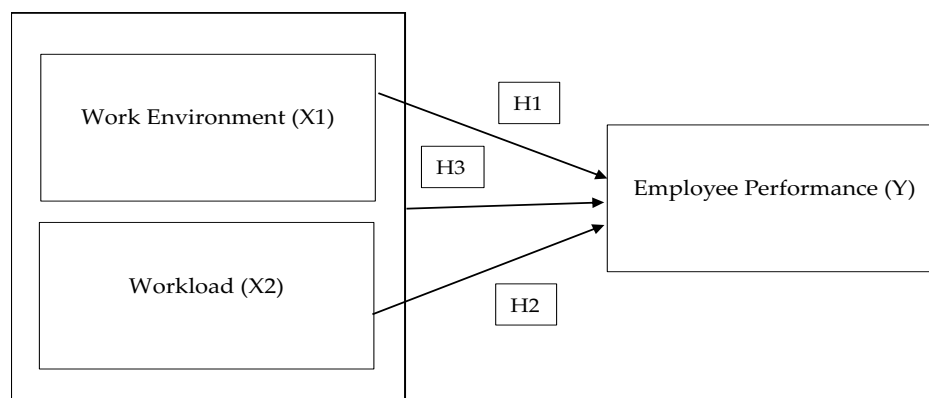 Work Environment (X1)
H1
H3
Employee Performance (Y)
Workload (X2)
H2